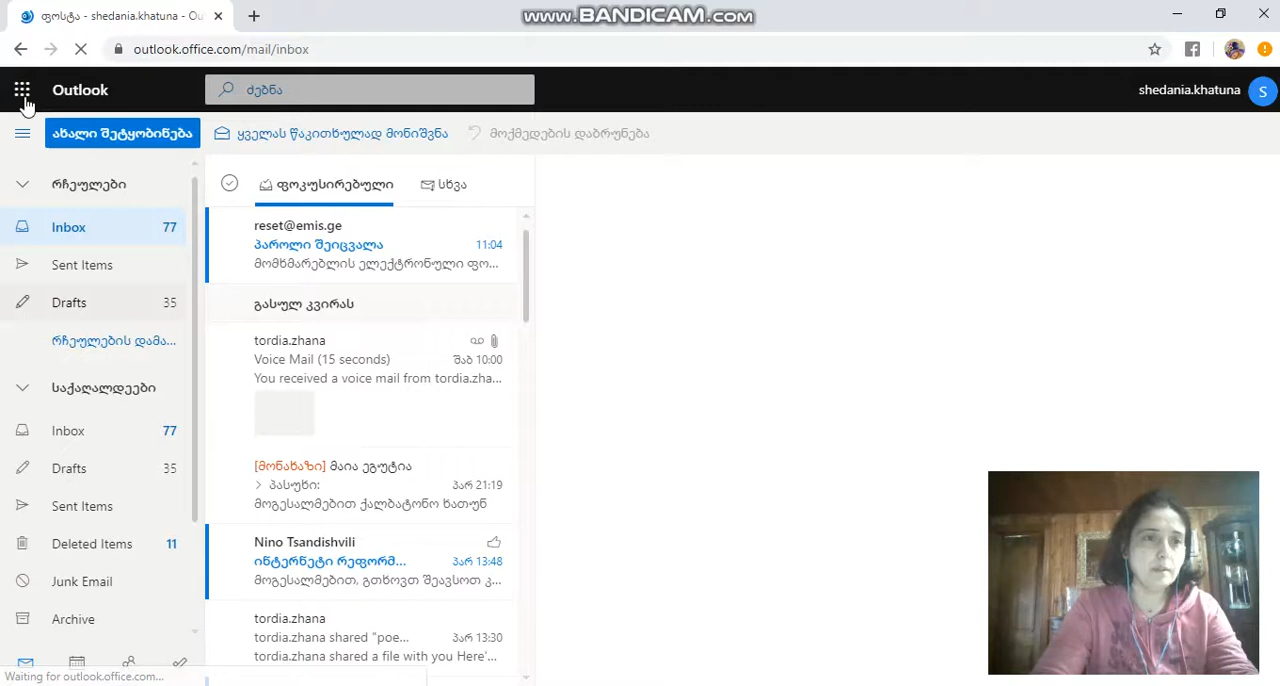 ფოსტა - shedania.khatuna - Ou
www.BANDICAM.com
outlook.office.com/mail/inbox
Outlook
ძებნა
shedania.khatuna
S
ახალი შეტყობინება
ყველას წაკითხულად მონიშვნა
მოქმედების დაბრუნება
რჩეულები
Inbox 77
Sent Items
Drafts 35
რჩეულების დამა...
საქაღალდეები
Inbox 77
Drafts 35
Sent Items
Deleted Items 11
Junk Email
Archive
ფოკუსირებული
სხვა
reset@emis.ge
პაროლი შეიცვალა 11:04
მომხმარებლის ელექტრონული ფო...
გასულ კვირას
tordia.zhana
Voice Mail (15 seconds) შაბ 10:00
You received a voice mail from tordia.zha...
[მონახაზი] მაია ეგუტია
> პასუხი: პარ 21:19
მოგესალმებით ქალბატონო ხათუნ
Nino Tsandishvili
ინტერნეტი რეფორმ... პარ 13:48
მოგესალმებით, გთხოვთ შეავსოთ კ...
tordia.zhana
tordia.zhana shared "poe... პარ 13:30
tordia.zhana shared a file with you Here'...
Waiting for outlook.office.com...